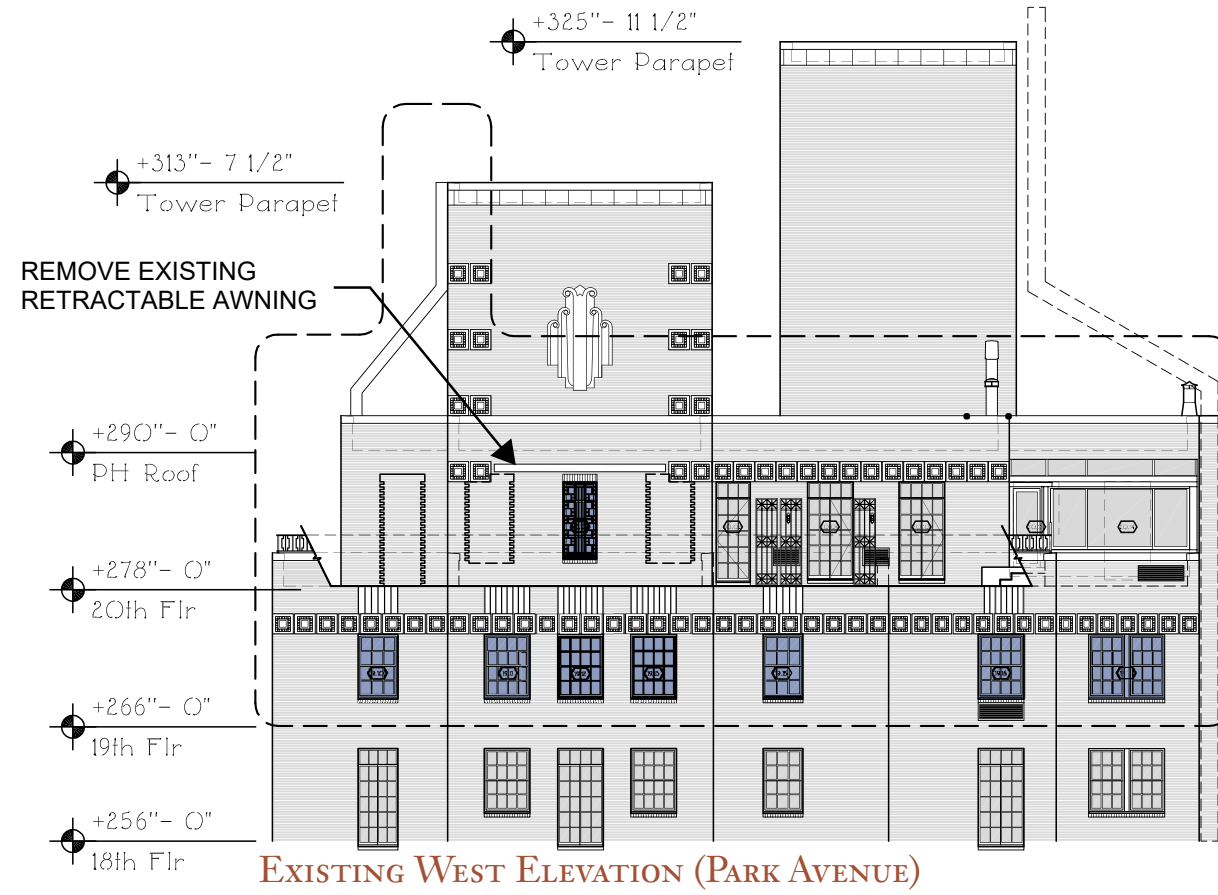 +325"- 11 1/2"
Tower Parapet
+313"- 7 1/2"
Tower Parapet
REMOVE EXISTING
RETRACTABLE AWNING
+290"- 0"
PH Roof
+278"- 0"
20th Flr
+266"- 0"
19th Flr
+256"- 0"
18th Flr
Existing West Elevation (Park Avenue)